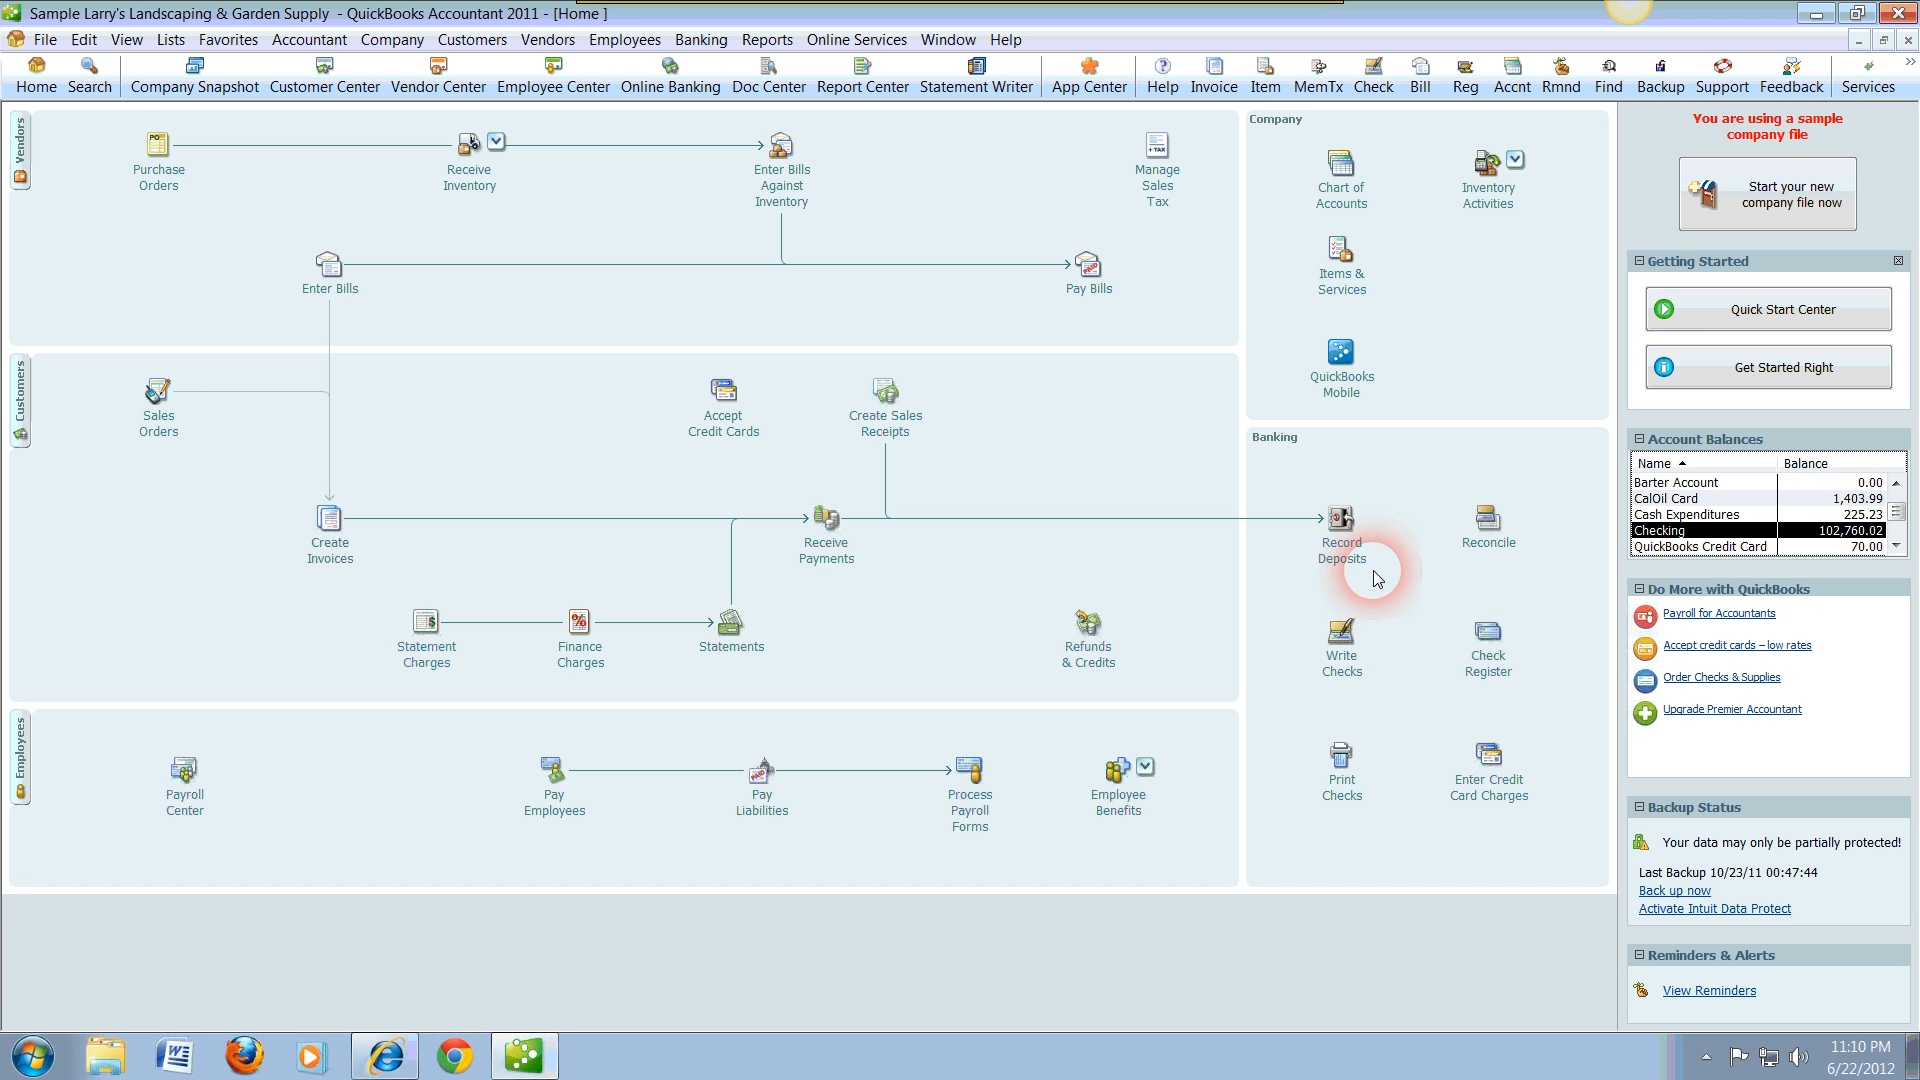 Sample Larry's Landscaping & Garden Supply - QuickBooks Accountant 2011 - [Home ]
File Edit View Lists Favorites Accountant Company Customers Vendors Employees Banking Reports Online Services Window Help
Home Search Company Snapshot Customer Center Vendor Center Employee Center Online Banking Doc Center Report Center Statement Writer App Center Help Invoice Item MemTx Check Bill Reg Accnt Rmnd Find Backup Support Feedback Services
Vendors
PO
Purchase
Orders
Receive
Inventory
Enter Bills
Against
Inventory
+ TAX
Manage
Sales
Tax
Enter Bills
PAID
Pay Bills
Customers
Sales
Orders
Accept
Credit Cards
Create Sales
Receipts
Create
Invoices
Receive
Payments
Statement
Charges
Finance
Charges
Statements
Refunds
& Credits
Employees
Payroll
Center
Pay
Employees
PAID
Pay
Liabilities
Process
Payroll
Forms
Employee
Benefits
Company
Chart of
Accounts
Inventory
Activities
Items &
Services
QuickBooks
Mobile
Banking
Record
Deposits
Reconcile
Write
Checks
Check
Register
Print
Checks
Enter Credit
Card Charges
You are using a sample
company file
Start your new
company file now
Getting Started
Quick Start Center
Get Started Right
Account Balances
Name Balance
Barter Account 0.00
CalOil Card 1,403.99
Cash Expenditures 225.23
Checking 102,760.02
QuickBooks Credit Card 70.00
Do More with QuickBooks
Payroll for Accountants
Accept credit cards – low rates
Order Checks & Supplies
Upgrade Premier Accountant
Backup Status
Your data may only be partially protected!
Last Backup 10/23/11 00:47:44
Back up now
Activate Intuit Data Protect
Reminders & Alerts
View Reminders
11:10 PM
6/22/2012